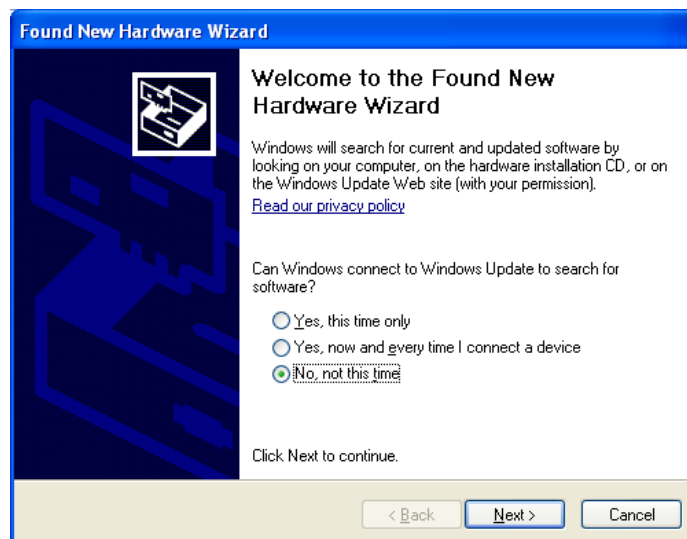 Found New Hardware Wizard
Welcome to the Found New
Hardware Wizard
Windows will search for current and updated software by
looking on your computer, on the hardware installation CD, or on
the Windows Update Web site (with your permission).
Read our privacy policy
Can Windows connect to Windows Update to search for
software?
Yes, this time only
Yes, now and every time I connect a device
No, not this time
Click Next to continue.
< Back
Next >
Cancel